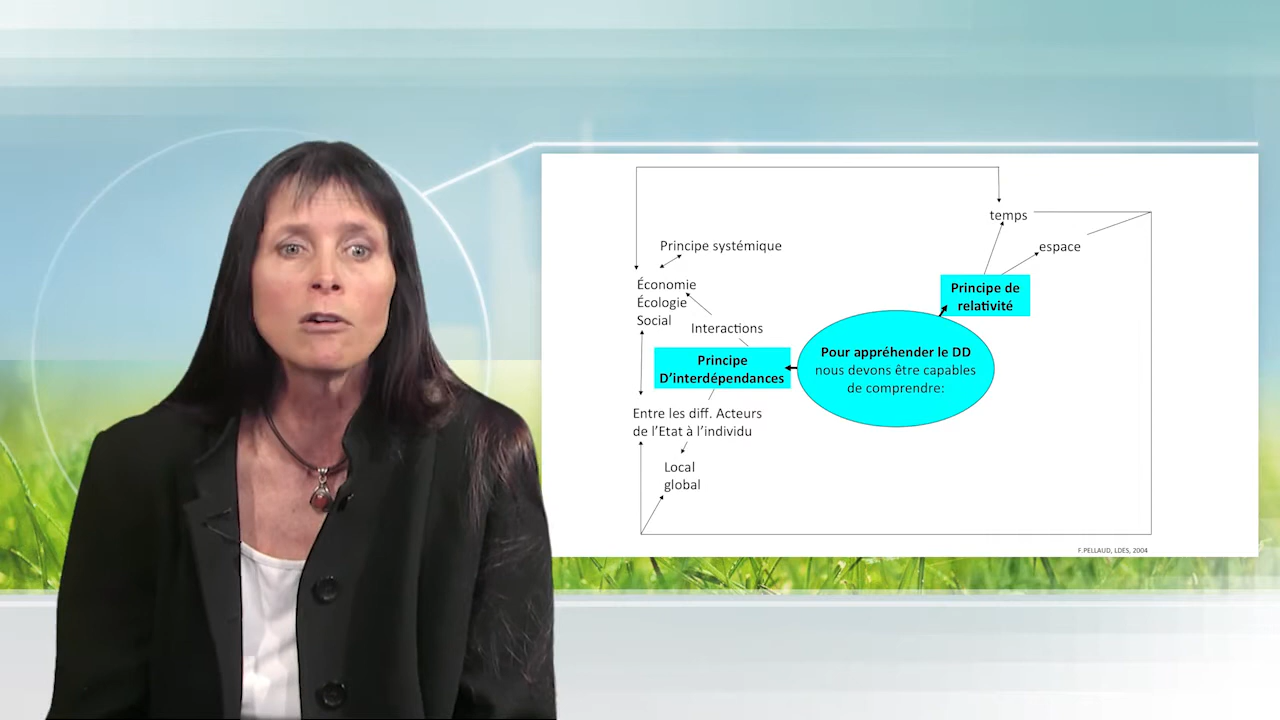 temps
espace
Principe systémique
Économie
Écologie
Social
Interactions
Principe de
relativité
Principe
D'interdépendances
Pour appréhender le DD
nous devons être capables
de comprendre:
Entre les diff. Acteurs
de l'Etat à l'individu
Local
global
F.PELLAUD, LDES, 2004